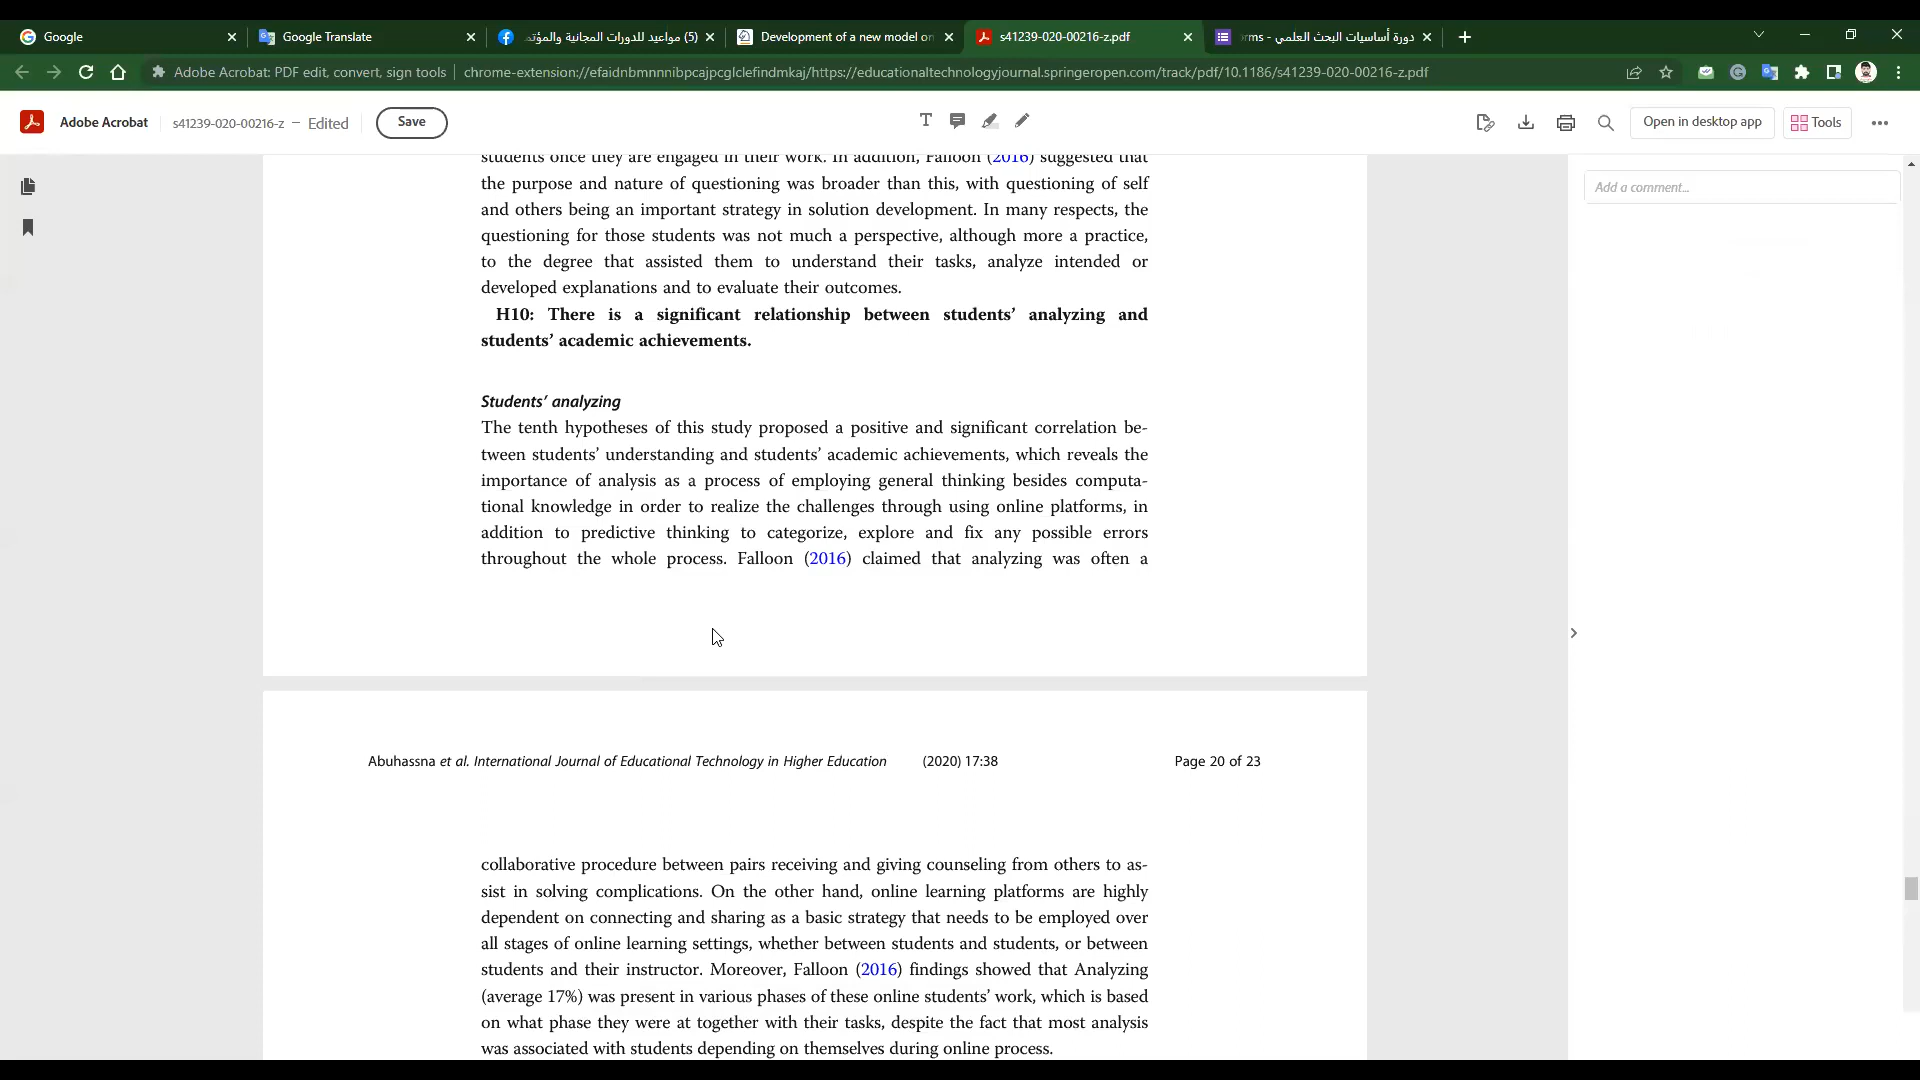 Google
Google Translate
(5) مواعيد للدورات المجانية والمؤتم
Development of a new model on
s41239-020-00216-z.pdf
دورة أساسيات البحث العلمي - rms
Adobe Acrobat: PDF edit, convert, sign tools
chrome-extension://efaidnbmnnnibpcajpcglclefindmkaj/https://educationaltechnologyjournal.springeropen.com/track/pdf/10.1186/s41239-020-00216-z.pdf
Adobe Acrobat
s41239-020-00216-z – Edited
Save
Open in desktop app
Tools
Add a comment...
students once they are engaged in their work. In addition, Falloon (2016) suggested that
the purpose and nature of questioning was broader than this, with questioning of self
and others being an important strategy in solution development. In many respects, the
questioning for those students was not much a perspective, although more a practice,
to the degree that assisted them to understand their tasks, analyze intended or
developed explanations and to evaluate their outcomes.
H10: There is a significant relationship between students’ analyzing and
students’ academic achievements.
Students’ analyzing
The tenth hypotheses of this study proposed a positive and significant correlation be-
tween students’ understanding and students’ academic achievements, which reveals the
importance of analysis as a process of employing general thinking besides computa-
tional knowledge in order to realize the challenges through using online platforms, in
addition to predictive thinking to categorize, explore and fix any possible errors
throughout the whole process. Falloon (2016) claimed that analyzing was often a
Abuhassna et al. International Journal of Educational Technology in Higher Education (2020) 17:38 Page 20 of 23
collaborative procedure between pairs receiving and giving counseling from others to as-
sist in solving complications. On the other hand, online learning platforms are highly
dependent on connecting and sharing as a basic strategy that needs to be employed over
all stages of online learning settings, whether between students and students, or between
students and their instructor. Moreover, Falloon (2016) findings showed that Analyzing
(average 17%) was present in various phases of these online students’ work, which is based
on what phase they were at together with their tasks, despite the fact that most analysis
was associated with students depending on themselves during online process.